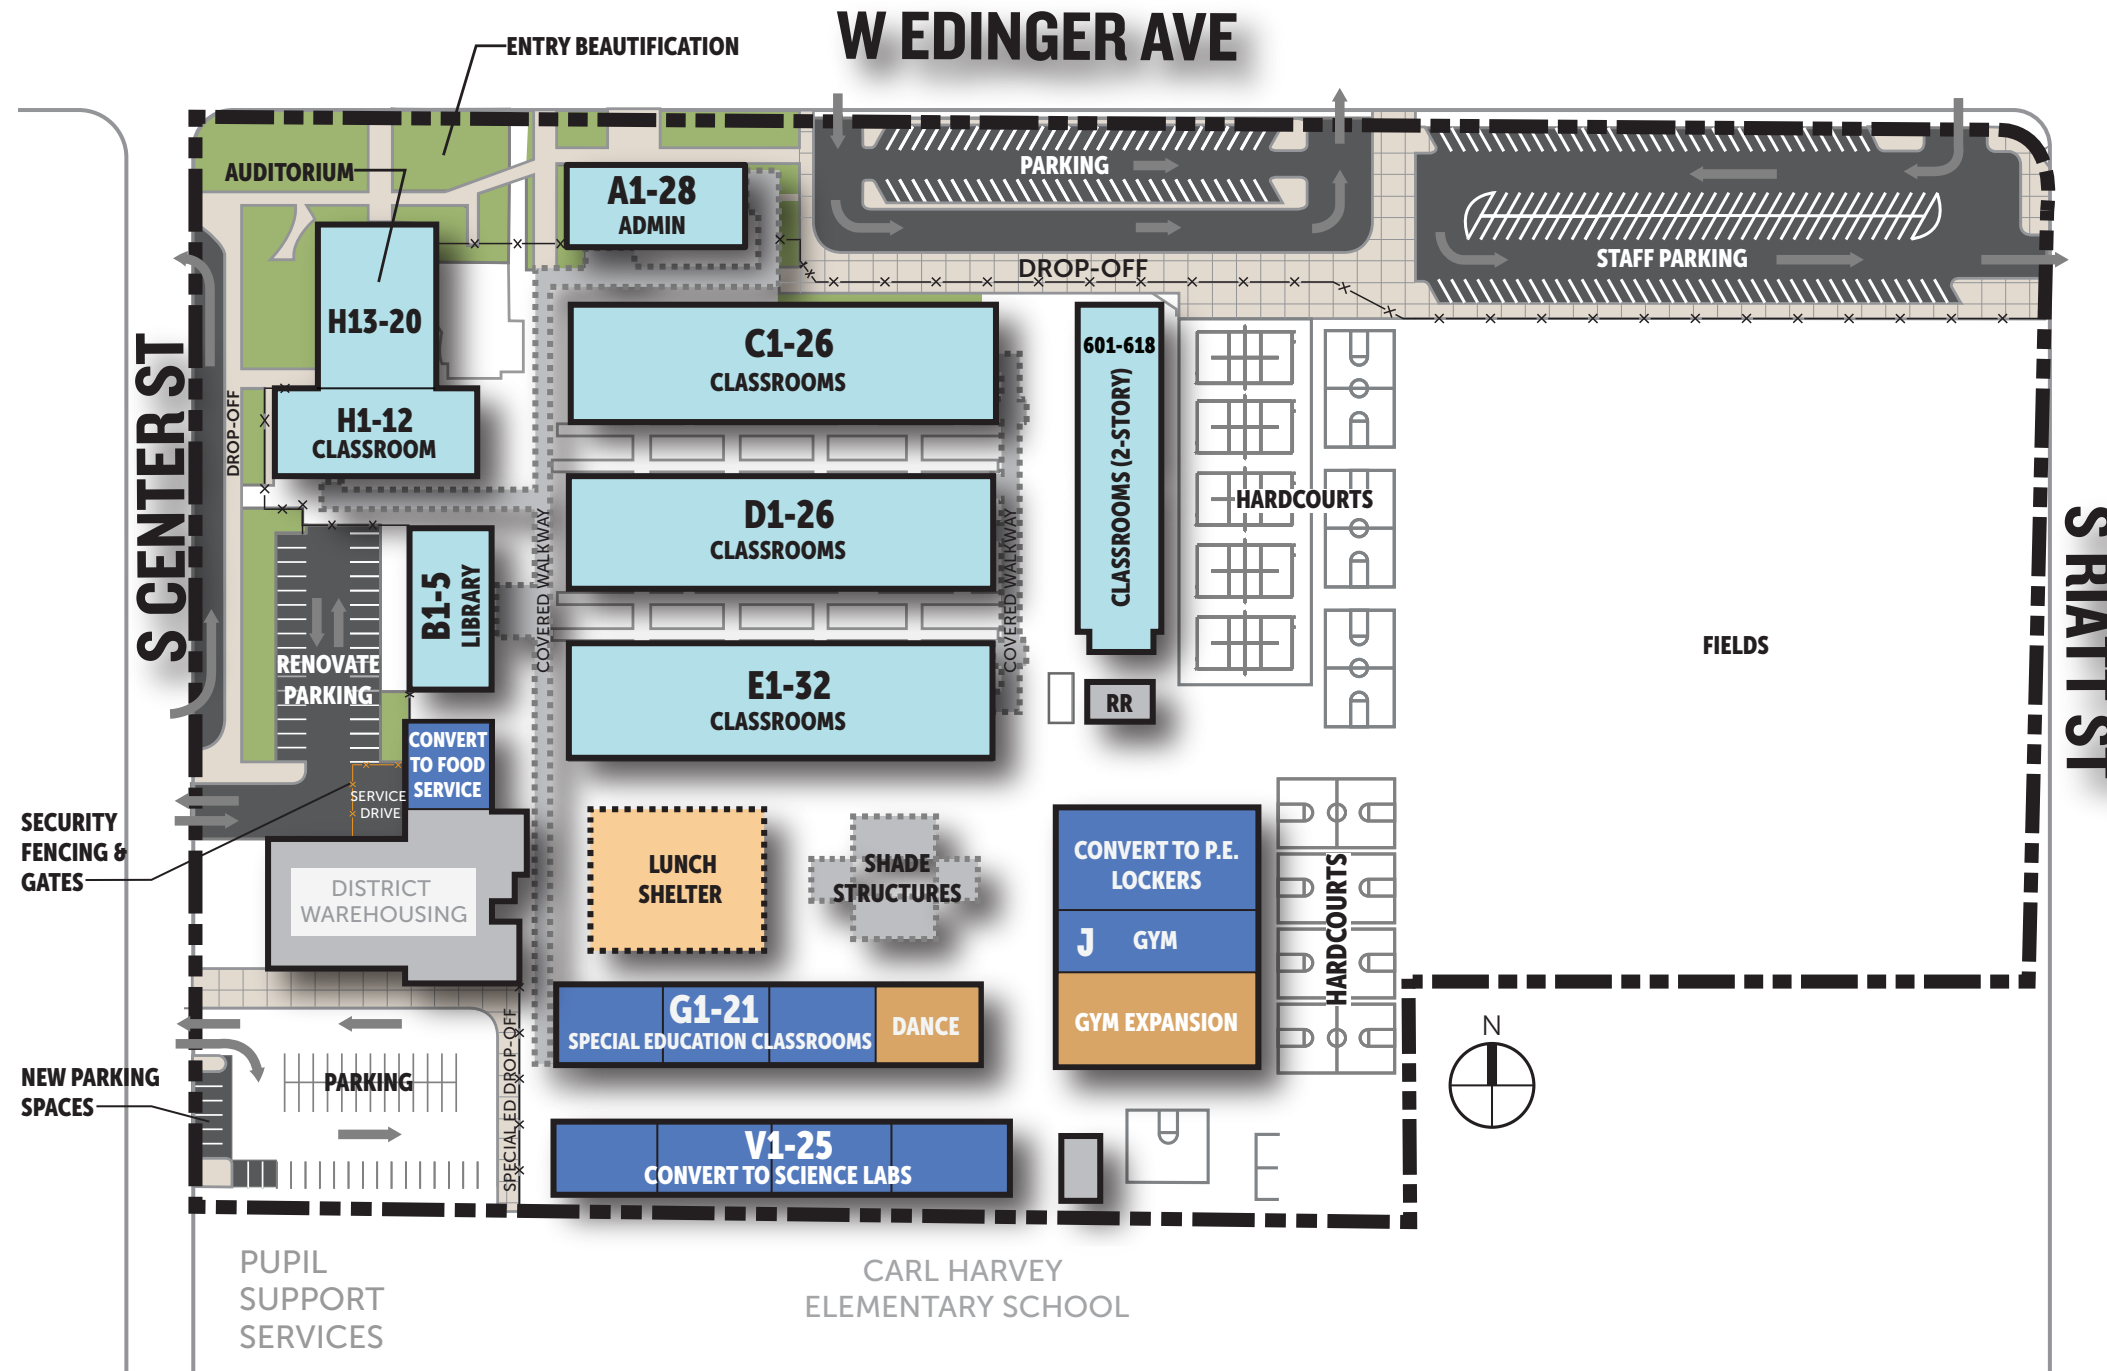 W EDINGER AVE
ENTRY BEAUTIFICATION
AUDITORIUM
A1-28
ADMIN
PARKING
STAFF PARKING
DROP-OFF
H13-20
H1-12
CLASSROOM
DROP-OFF
S CENTER ST
C1-26
CLASSROOMS
601-618
CLASSROOMS (2-STORY)
HARDCOURTS
D1-26
CLASSROOMS
COVERED WALKWAY
COVERED WALKWAY
B1-5
LIBRARY
RENOVATE
PARKING
E1-32
CLASSROOMS
RR
FIELDS
S RIATT ST
CONVERT
TO FOOD
SERVICE
SERVICE
DRIVE
SECURITY
FENCING &
GATES
DISTRICT
WAREHOUSING
LUNCH
SHELTER
SHADE
STRUCTURES
CONVERT TO P.E.
LOCKERS
J GYM
GYM EXPANSION
HARDCOURTS
G1-21
SPECIAL EDUCATION CLASSROOMS
DANCE
N
NEW PARKING
SPACES
PARKING
SPECIAL ED DROP-OFF
V1-25
CONVERT TO SCIENCE LABS
PUPIL
SUPPORT
SERVICES
CARL HARVEY
ELEMENTARY SCHOOL